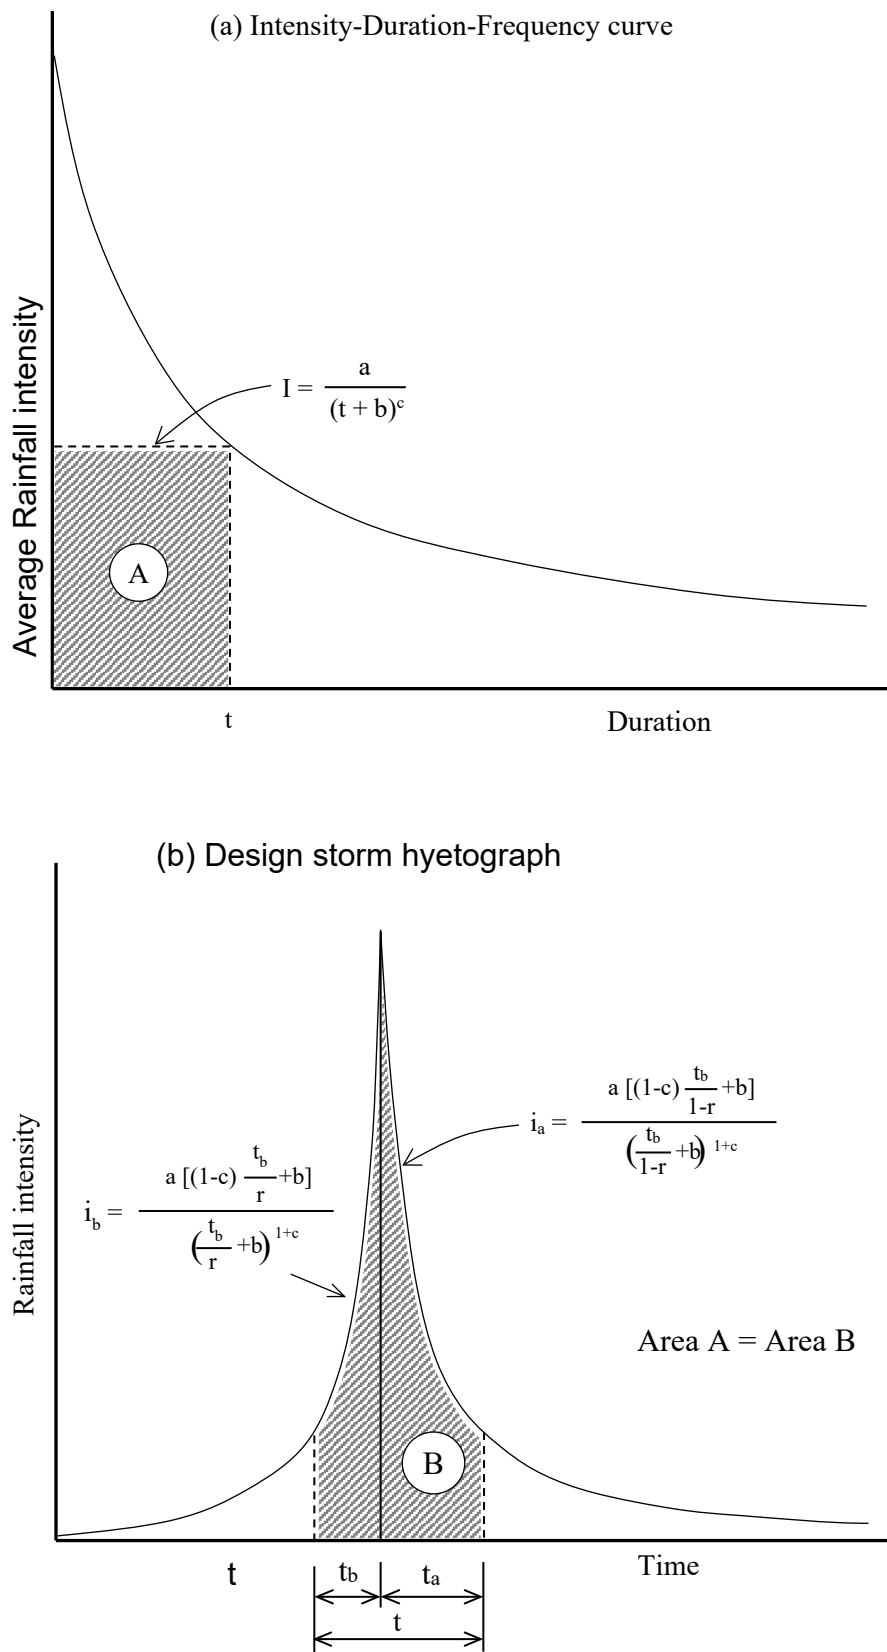 (a) Intensity-Duration-Frequency curve
Average Rainfall intensity
I = a / (t + b)^c
A
t
Duration
(b) Design storm hyetograph
Rainfall intensity
i_a = a [(1-c) t_b/1-r +b] / (t_b/1-r +b) ^1+c
i_b = a [(1-c) t_b/r +b] / (t_b/r +b) ^1+c
Area A = Area B
B
t
t_b
t_a
Time
t